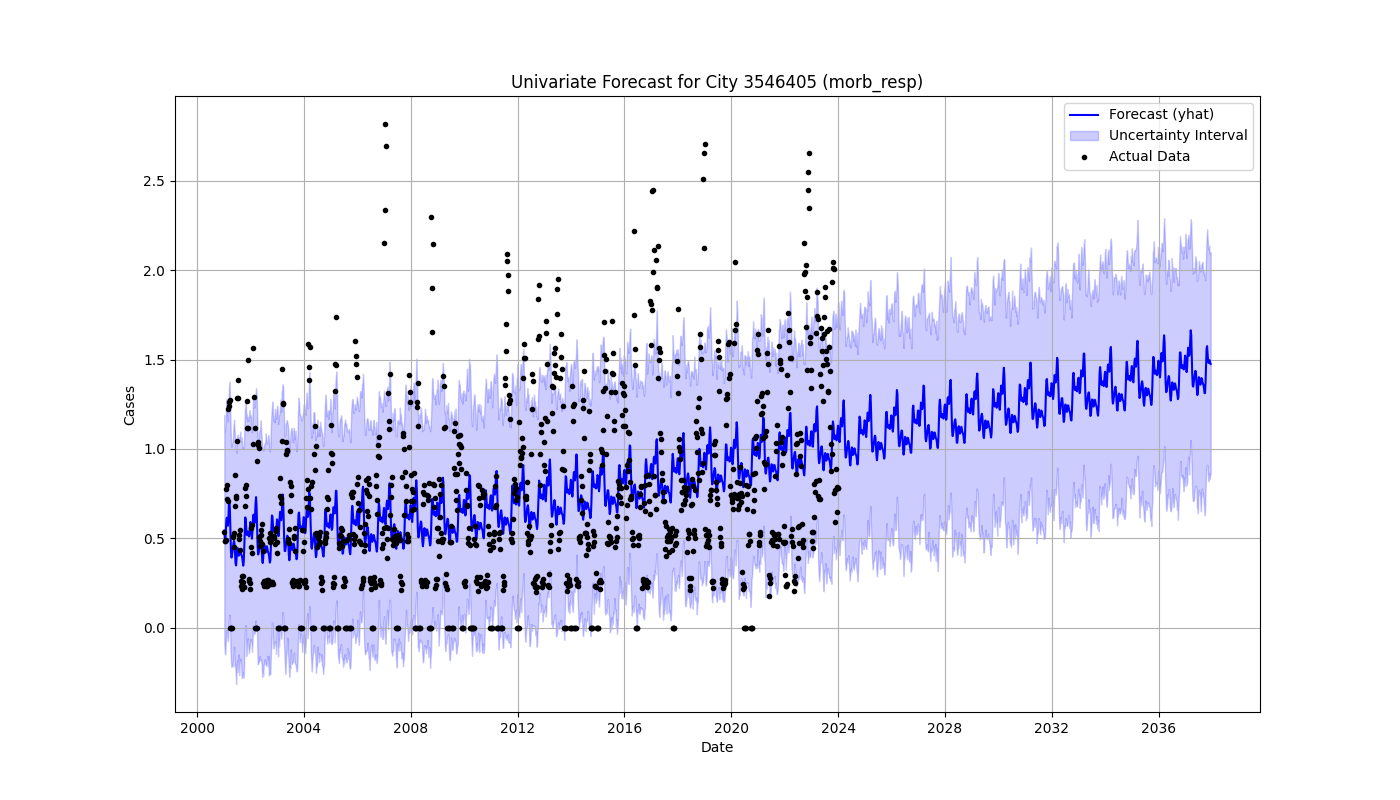 Univariate Forecast for City 3546405 (morb_resp)
Forecast (yhat)
Uncertainty Interval
Actual Data
Cases
2.5
2.0
1.5
1.0
0.5
0.0
2000 2004 2008 2012 2016 2020 2024 2028 2032 2036
Date